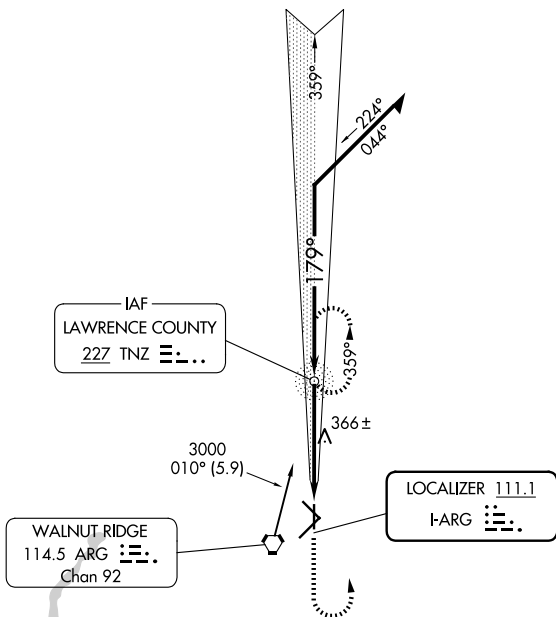 359°
224°
044°
179°
IAF
LAWRENCE COUNTY
227 TNZ
359°
366±
3000
010° (5.9)
LOCALIZER 111.1
I-ARG
WALNUT RIDGE
114.5 ARG
Chan 92